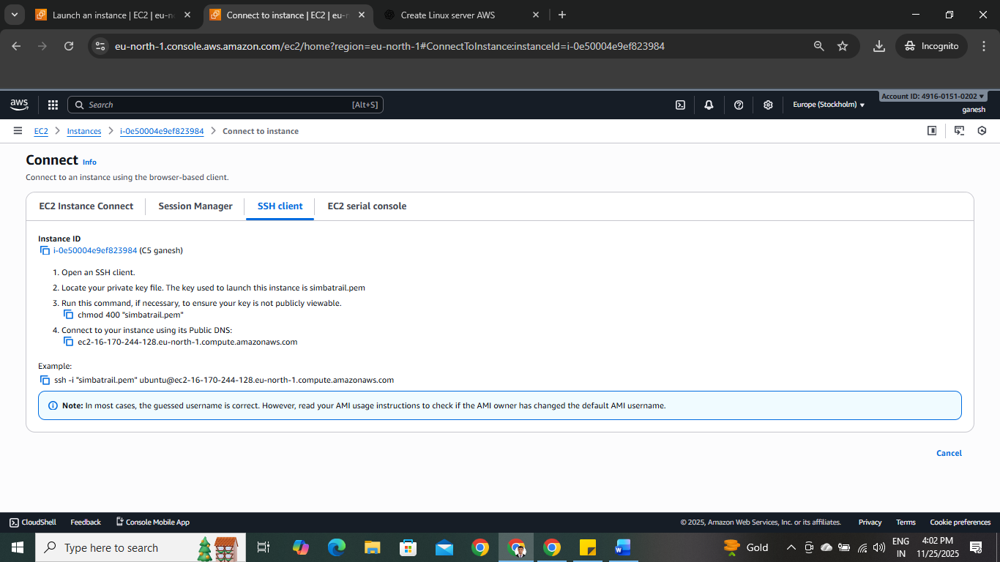 Launch an instance | EC2 | eu-n
Connect to instance | EC2 | eu-r
Create Linux server AWS
eu-north-1.console.aws.amazon.com/ec2/home?region=eu-north-1#ConnectToInstance:instanceId=i-0e50004e9ef823984
Incognito
aws
Search
[Alt+S]
Europe (Stockholm)
Account ID: 4916-0151-0202
ganesh
EC2
Instances
i-0e50004e9ef823984
Connect to instance
Connect Info
Connect to an instance using the browser-based client.
EC2 Instance Connect
Session Manager
SSH client
EC2 serial console
Instance ID
i-0e50004e9ef823984 (C5 ganesh)
1. Open an SSH client.
2. Locate your private key file. The key used to launch this instance is simbatrail.pem
3. Run this command, if necessary, to ensure your key is not publicly viewable.
chmod 400 "simbatrail.pem"
4. Connect to your instance using its Public DNS:
ec2-16-170-244-128.eu-north-1.compute.amazonaws.com
Example:
ssh -i "simbatrail.pem" ubuntu@ec2-16-170-244-128.eu-north-1.compute.amazonaws.com
Note: In most cases, the guessed username is correct. However, read your AMI usage instructions to check if the AMI owner has changed the default AMI username.
Cancel
CloudShell
Feedback
Console Mobile App
© 2025, Amazon Web Services, Inc. or its affiliates.
Privacy
Terms
Cookie preferences
Type here to search
Gold
ENG
IN
4:02 PM
11/25/2025